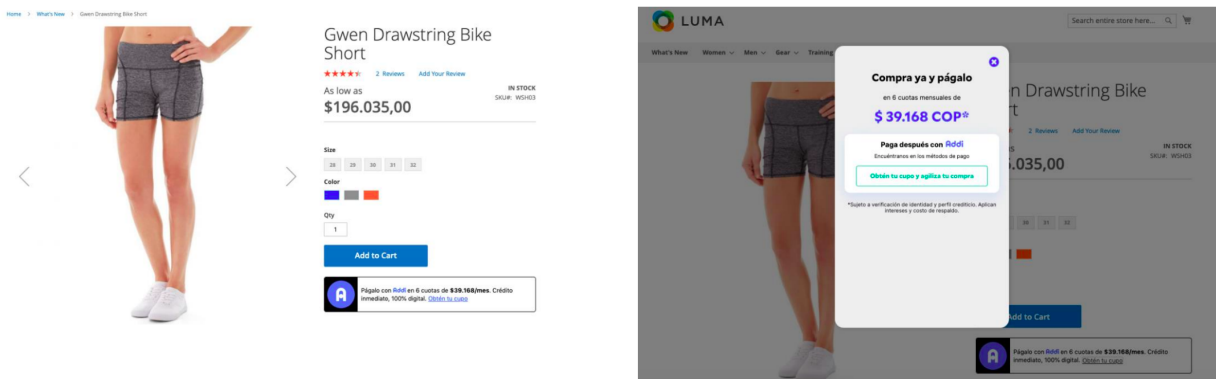 Home > What's New > Gwen Drawstring Bike Short
Gwen Drawstring Bike
Short
2 Reviews Add Your Review
As low as
IN STOCK
$196.035,00
SKU#: WSH03
Size
28 29 30 31 32
Color
Qty
1
Add to Cart
A
Págalo con Addi en 6 cuotas de $39.168/mes. Crédito
inmediato, 100% digital. Obtén tu cupo
LUMA
Search entire store here...
What's New Women Men Gear Training
Compra ya y págalo
en 6 cuotas mensuales de
$ 39.168 COP*
Paga después con Addi
Encuéntranos en los métodos de pago
Obtén tu cupo y agiliza tu compra
*Sujeto a verificación de identidad y perfil crediticio. Aplican
intereses y costo de respaldo.
n Drawstring Bike
rt
2 Reviews Add Your Review
s
IN STOCK
.035,00
SKU#: WSH03
30 31 32
Add to Cart
A
Págalo con Addi en 6 cuotas de $39.168/mes. Crédito
inmediato, 100% digital. Obtén tu cupo